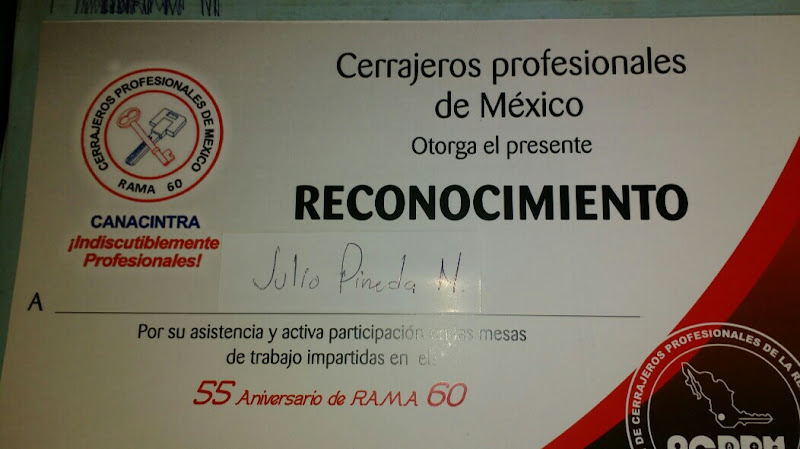 Cerrajeros profesionales
de México
Otorga el presente
RECONOCIMIENTO
CERRAJEROS PROFESIONALES DE MEXICO
RAMA 60
CANACINTRA
¡Indiscutiblemente
Profesionales!
Julio Pineda N.
A
Por su asistencia y activa participación en las mesas
de trabajo impartidas en el
55 Aniversario de RAMA 60
DE CERRAJEROS PROFESIONALES DE LA